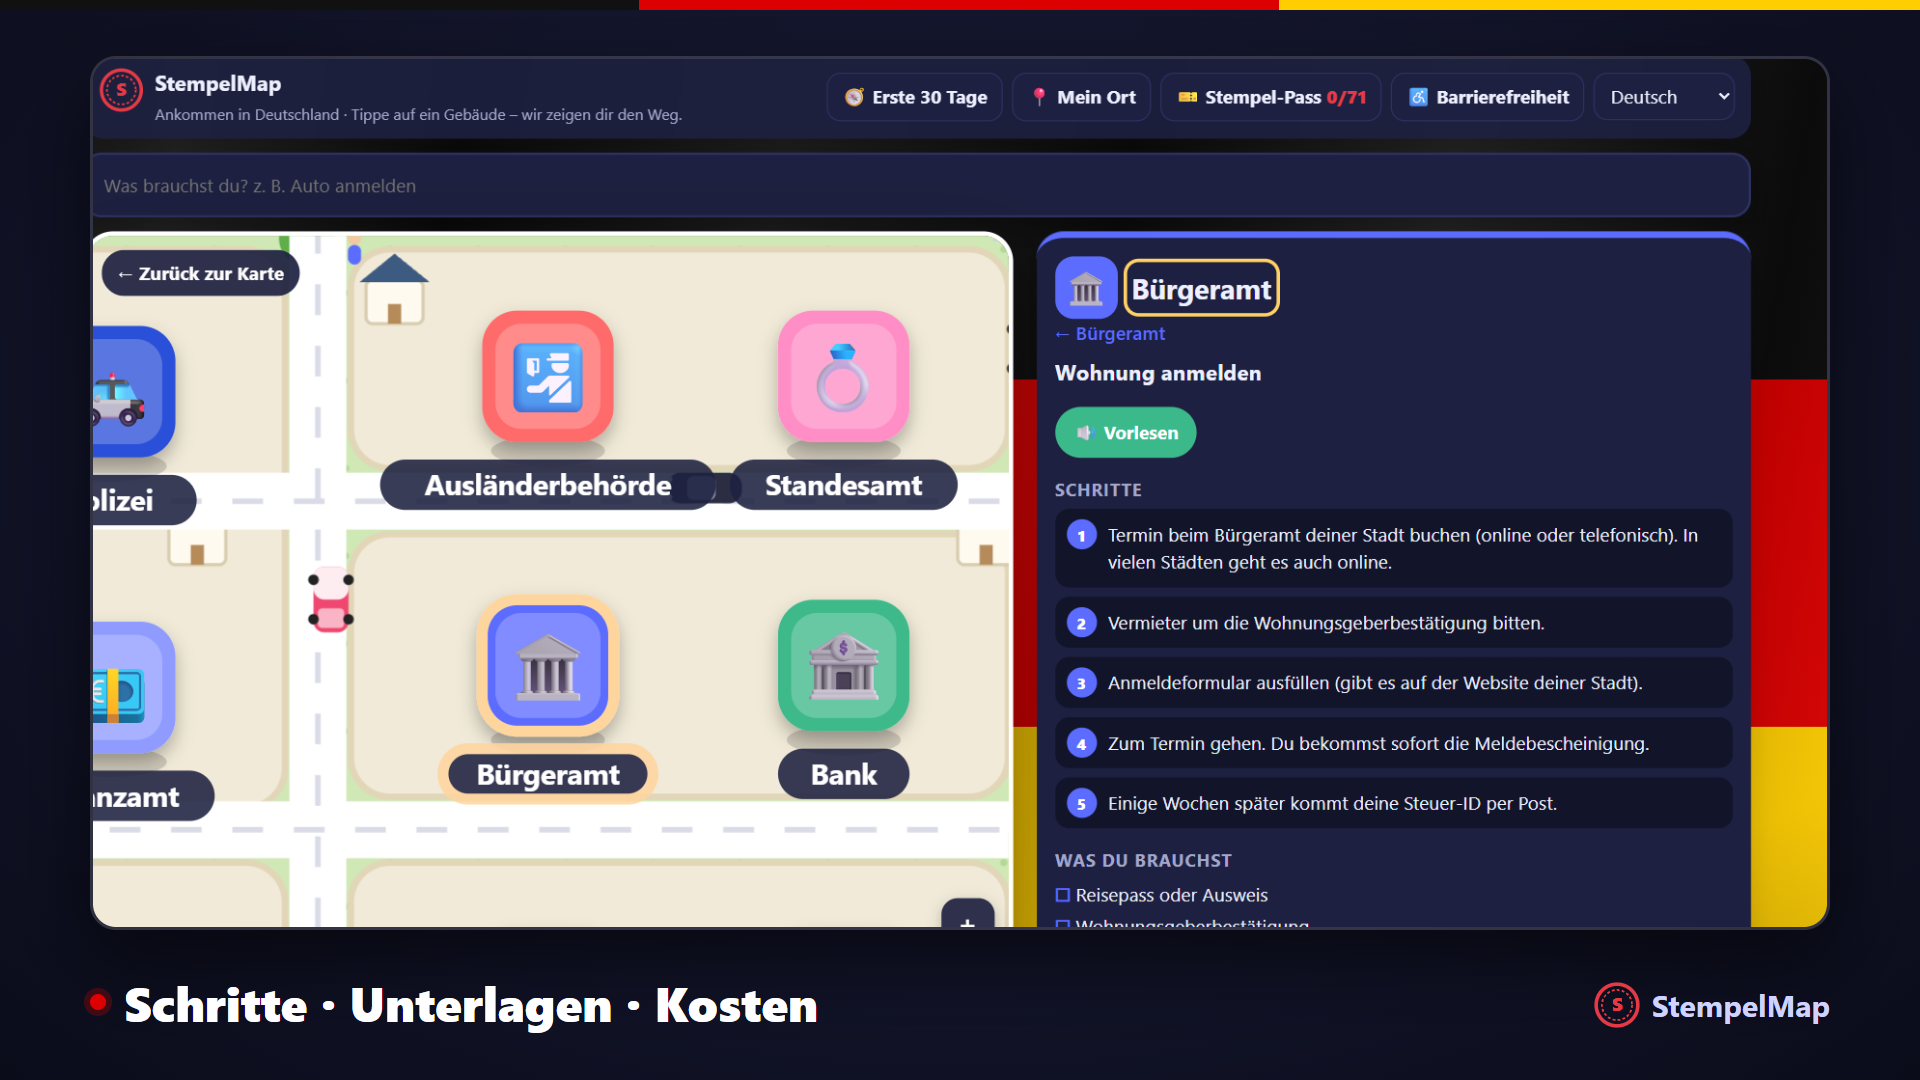 StempelMap
Ankommen in Deutschland · Tippe auf ein Gebäude – wir zeigen dir den Weg.
Erste 30 Tage
Mein Ort
Stempel-Pass 0/71
Barrierefreiheit
Deutsch
Was brauchst du? z. B. Auto anmelden
← Zurück zur Karte
olizei
Ausländerbehörde
Standesamt
Bürgeramt
Bank
anzamt
+
Bürgeramt
← Bürgeramt
Wohnung anmelden
Vorlesen
SCHRITTE
1 Termin beim Bürgeramt deiner Stadt buchen (online oder telefonisch). In
vielen Städten geht es auch online.
2 Vermieter um die Wohnungsgeberbestätigung bitten.
3 Anmeldeformular ausfüllen (gibt es auf der Website deiner Stadt).
4 Zum Termin gehen. Du bekommst sofort die Meldebescheinigung.
5 Einige Wochen später kommt deine Steuer-ID per Post.
WAS DU BRAUCHST
Reisepass oder Ausweis
Wohnungsgeberbestätigung
Schritte · Unterlagen · Kosten
S StempelMap